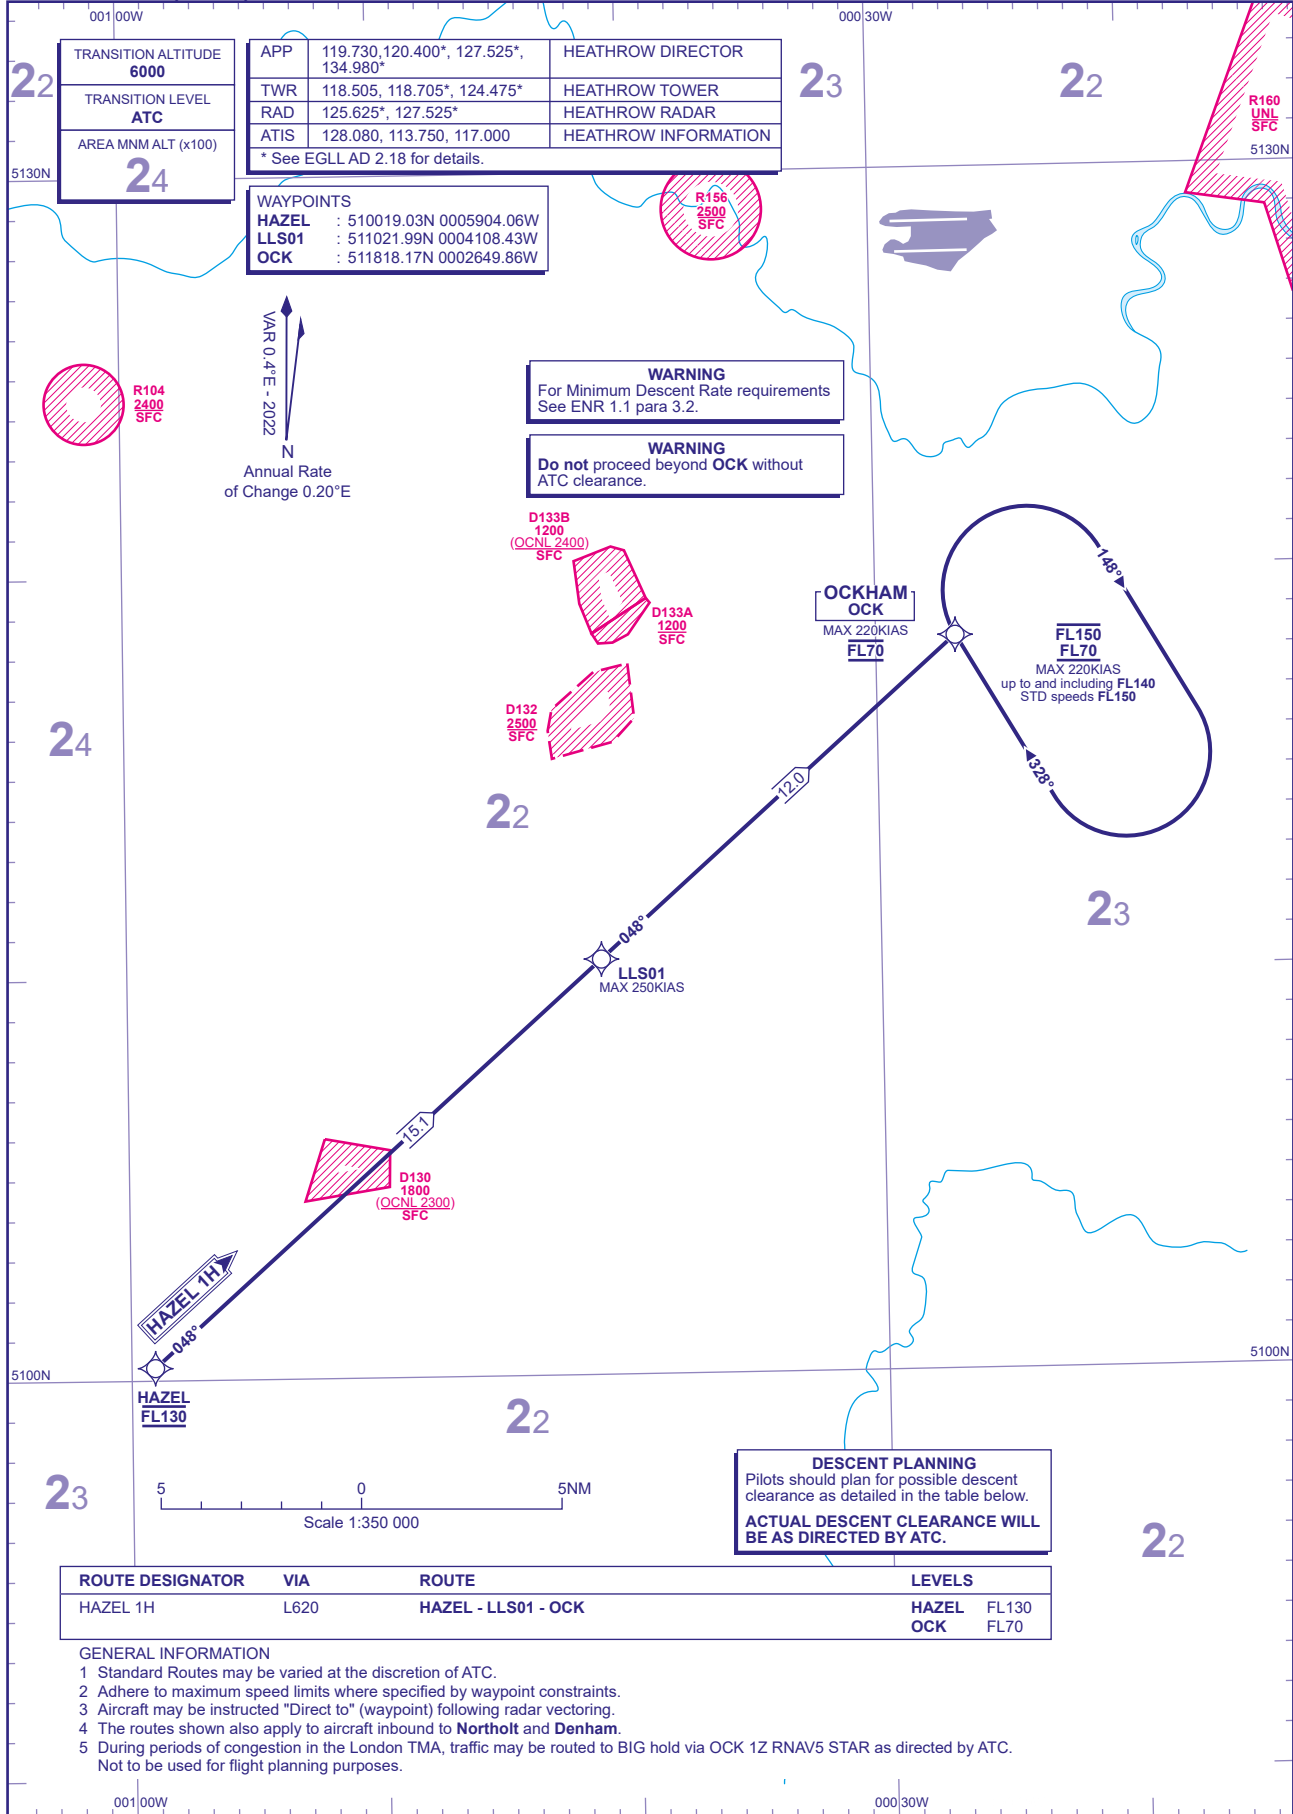 001 00W
000 30W
TRANSITION ALTITUDE
6000
TRANSITION LEVEL
ATC
AREA MNM ALT (x100)
24
APP 119.730,120.400*, 127.525*, HEATHROW DIRECTOR
134.980*
TWR 118.505, 118.705*, 124.475* HEATHROW TOWER
RAD 125.625*, 127.525* HEATHROW RADAR
ATIS 128.080, 113.750, 117.000 HEATHROW INFORMATION
* See EGLL AD 2.18 for details.
22
23
22
R160
UNL
SFC
5130N
5130N
WAYPOINTS
HAZEL : 510019.03N 0005904.06W
LLS01 : 511021.99N 0004108.43W
OCK : 511818.17N 0002649.86W
R156
2500
SFC
VAR 0.4°E - 2022
N
Annual Rate
of Change 0.20°E
R104
2400
SFC
WARNING
For Minimum Descent Rate requirements
See ENR 1.1 para 3.2.
WARNING
Do not proceed beyond OCK without
ATC clearance.
D133B
1200
(OCNL 2400)
SFC
D133A
1200
SFC
D132
2500
SFC
OCKHAM
OCK
MAX 220KIAS
FL70
148°
FL150
FL70
MAX 220KIAS
up to and including FL140
STD speeds FL150
328°
24
22
12.0
23
048°
LLS01
MAX 250KIAS
15.1
D130
1800
(OCNL 2300)
SFC
HAZEL 1H
048°
5100N
5100N
HAZEL
FL130
22
23
5 0 5NM
Scale 1:350 000
DESCENT PLANNING
Pilots should plan for possible descent
clearance as detailed in the table below.
ACTUAL DESCENT CLEARANCE WILL
BE AS DIRECTED BY ATC.
22
ROUTE DESIGNATOR VIA ROUTE LEVELS
HAZEL 1H L620 HAZEL - LLS01 - OCK HAZEL FL130
OCK FL70
GENERAL INFORMATION
1 Standard Routes may be varied at the discretion of ATC.
2 Adhere to maximum speed limits where specified by waypoint constraints.
3 Aircraft may be instructed "Direct to" (waypoint) following radar vectoring.
4 The routes shown also apply to aircraft inbound to Northolt and Denham.
5 During periods of congestion in the London TMA, traffic may be routed to BIG hold via OCK 1Z RNAV5 STAR as directed by ATC.
Not to be used for flight planning purposes.
001 00W
000 30W